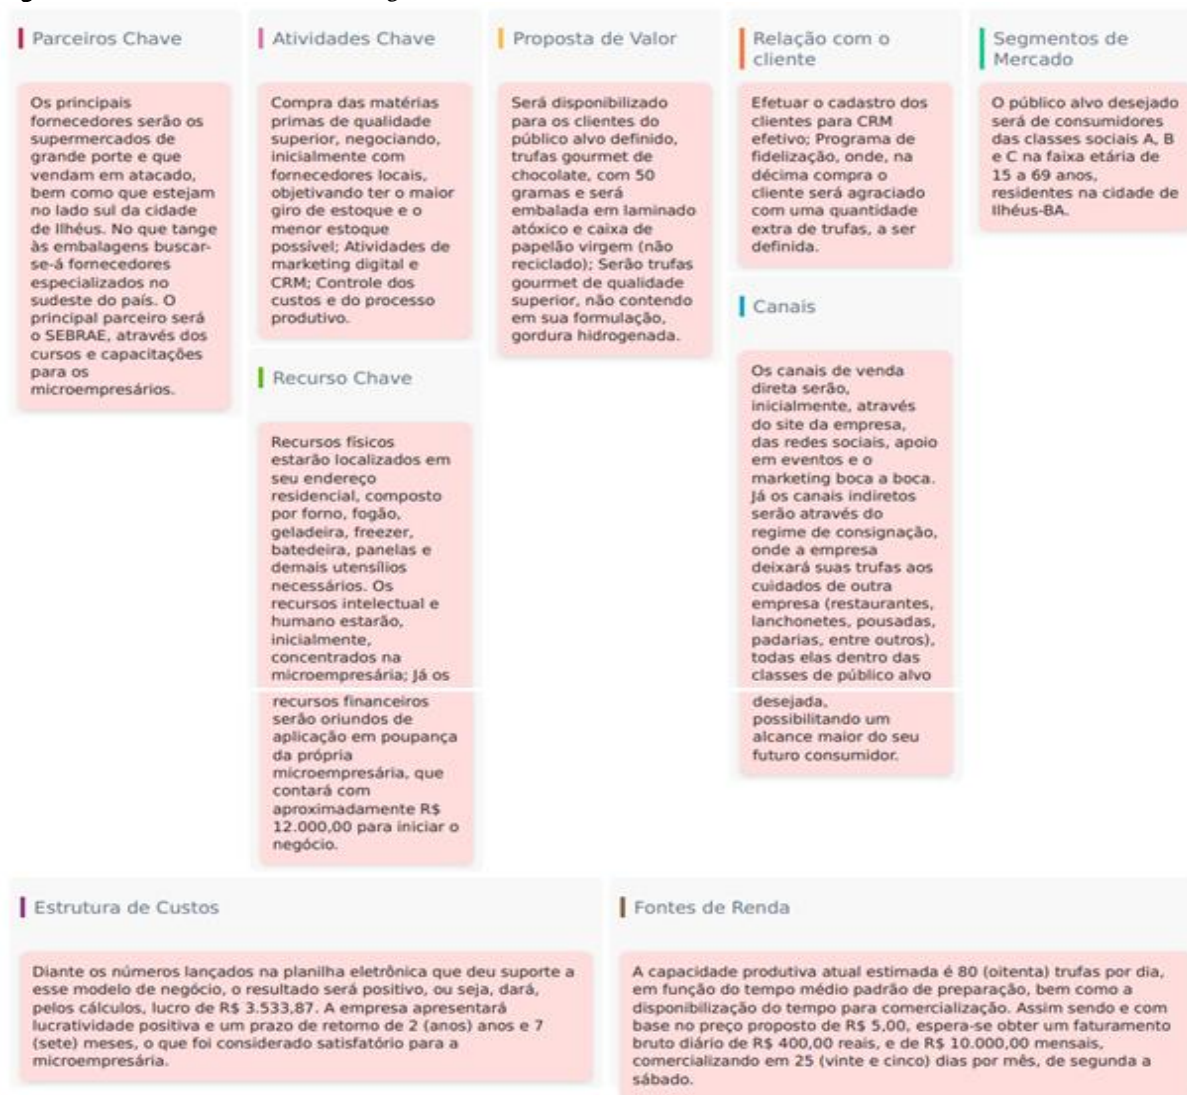 Parceiros Chave
Os principais
fornecedores serão os
supermercados de
grande porte e que
vendam em atacado,
bem como que estejam
no lado sul da cidade
de Ilhéus. No que tange
às embalagens buscar-
se-á fornecedores
especializados no
sudeste do país. O
principal parceiro será
o SEBRAE, através dos
cursos e capacitações
para os
microempresários.
Atividades Chave
Compra das matérias
primas de qualidade
superior, negociando,
inicialmente com
fornecedores locais,
objetivando ter o maior
giro de estoque e o
menor estoque
possível; Atividades de
marketing digital e
CRM; Controle dos
custos e do processo
produtivo.
Recurso Chave
Recursos físicos
estarão localizados em
seu endereço
residencial, composto
por forno, fogão,
geladeira, freezer,
batedeira, panelas e
demais utensílios
necessários. Os
recursos intelectual e
humano estarão,
inicialmente,
concentrados na
microempresária; Já os
recursos financeiros
serão oriundos de
aplicação em poupança
da própria
microempresária, que
contará com
aproximadamente R$
12.000,00 para iniciar o
negócio.
Proposta de Valor
Será disponibilizado
para os clientes do
público alvo definido,
trufas gourmet de
chocolate, com 50
gramas e será
embalada em laminado
atóxico e caixa de
papelão virgem (não
reciclado); Serão trufas
gourmet de qualidade
superior, não contendo
em sua formulação,
gordura hidrogenada.
Relação com o
cliente
Efetuar o cadastro dos
clientes para CRM
efetivo; Programa de
fidelização, onde, na
décima compra o
cliente será agraciado
com uma quantidade
extra de trufas, a ser
definida.
Canais
Os canais de venda
direta serão,
inicialmente, através
do site da empresa,
das redes sociais, apoio
em eventos e o
marketing boca a boca.
Já os canais indiretos
serão através do
regime de consignação,
onde a empresa
deixará suas trufas aos
cuidados de outra
empresa (restaurantes,
lanchonetes, pousadas,
padarias, entre outros),
todas elas dentro das
classes de público alvo
desejada,
possibilitando um
alcance maior do seu
futuro consumidor.
Segmentos de
Mercado
O público alvo desejado
será de consumidores
das classes sociais A, B
e C na faixa etária de
15 a 69 anos,
residentes na cidade de
Ilhéus-BA.
Estrutura de Custos
Diante os números lançados na planilha eletrônica que deu suporte a
esse modelo de negócio, o resultado será positivo, ou seja, dará,
pelos cálculos, lucro de R$ 3.533,87. A empresa apresentará
lucratividade positiva e um prazo de retorno de 2 (anos) anos e 7
(sete) meses, o que foi considerado satisfatório para a
microempresária.
Fontes de Renda
A capacidade produtiva atual estimada é 80 (oitenta) trufas por dia,
em função do tempo médio padrão de preparação, bem como a
disponibilização do tempo para comercialização. Assim sendo e com
base no preço proposto de R$ 5,00, espera-se obter um faturamento
bruto diário de R$ 400,00 reais, e de R$ 10.000,00 mensais,
comercializando em 25 (vinte e cinco) dias por mês, de segunda a
sábado.